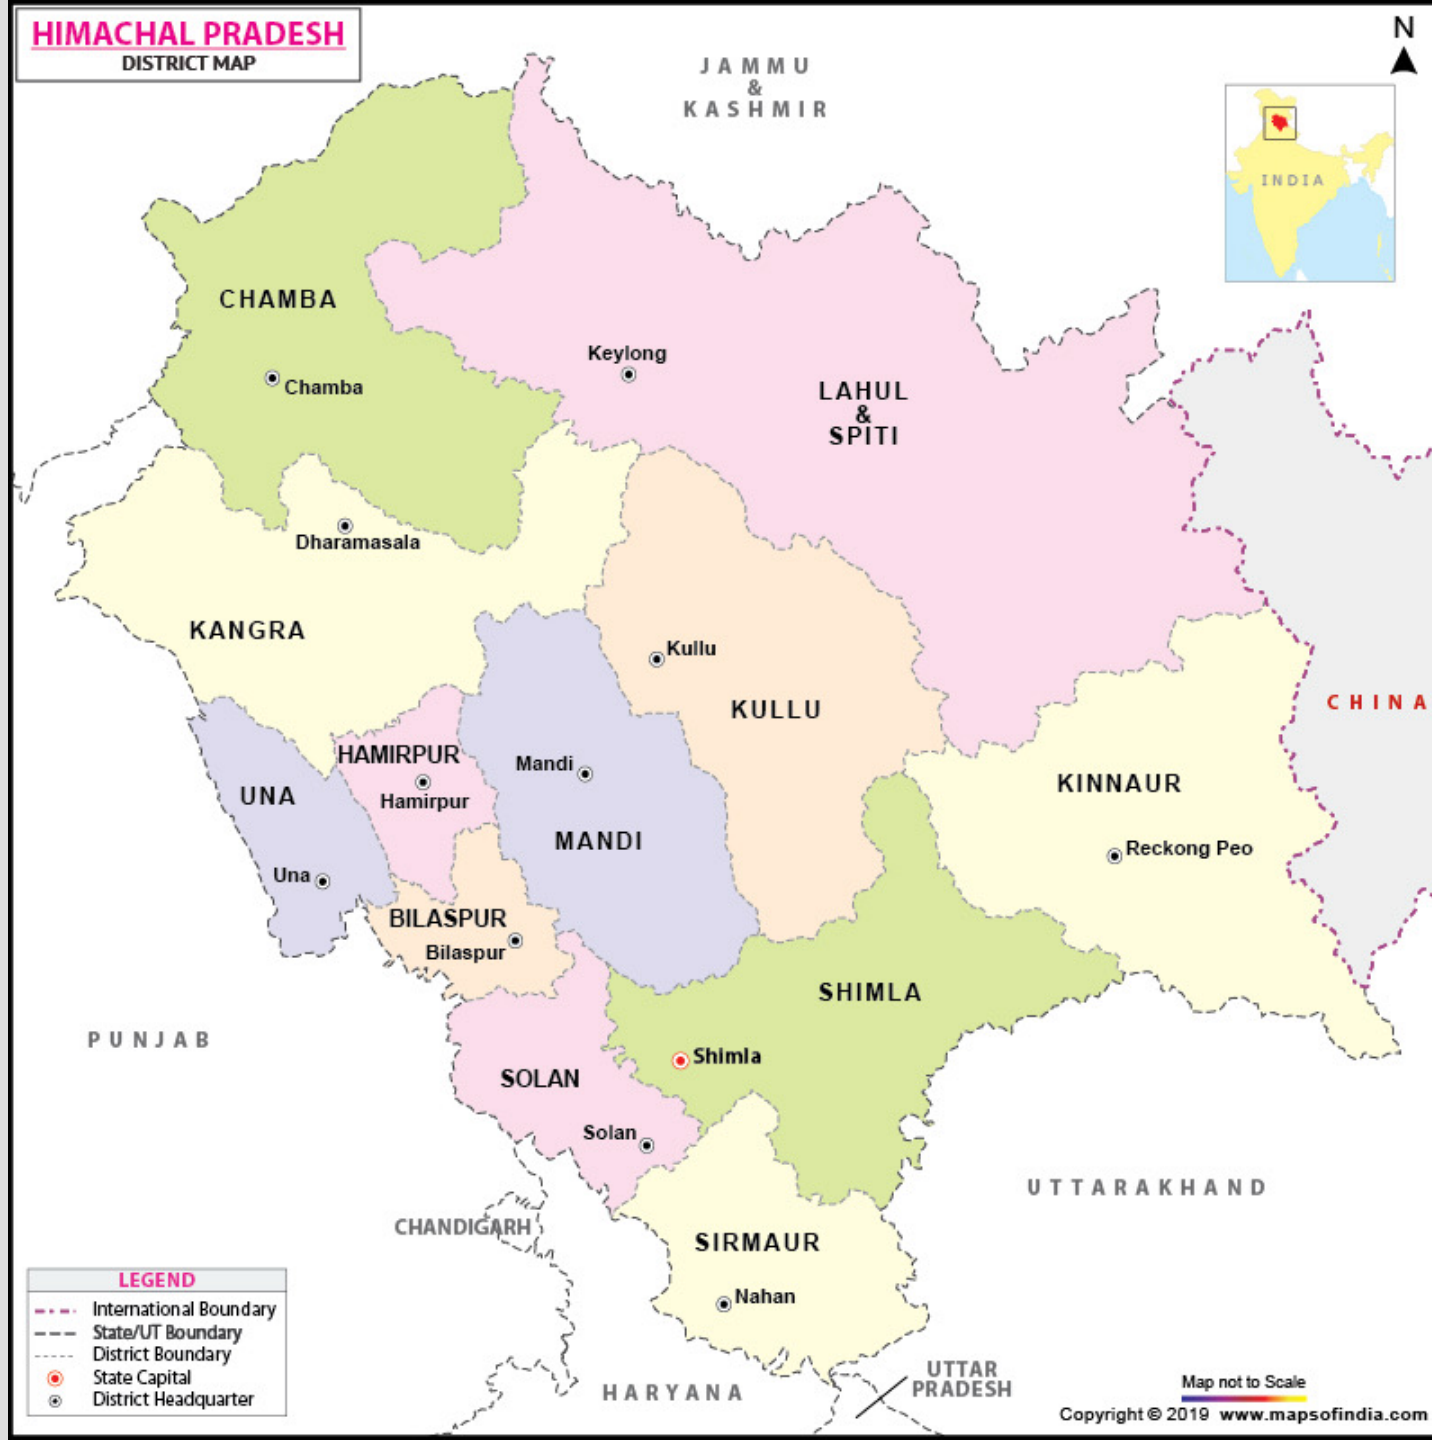 HIMACHAL PRADESH
DISTRICT MAP
JAMMU
&
KASHMIR
N
INDIA
CHAMBA
Chamba
Keylong
LAHUL
&
SPITI
Dharamasala
KANGRA
Kullu
KULLU
CHINA
HAMIRPUR
Hamirpur
UNA
Una
Mandi
MANDI
KINNAUR
Reckong Peo
BILASPUR
Bilaspur
SHIMLA
Shimla
PUNJAB
SOLAN
Solan
UTTARAKHAND
CHANDIGARH
SIRMAUR
Nahan
LEGEND
International Boundary
State/UT Boundary
District Boundary
State Capital
District Headquarter
HARYANA
UTTAR
PRADESH
Map not to Scale
Copyright © 2019 www.mapsofindia.com